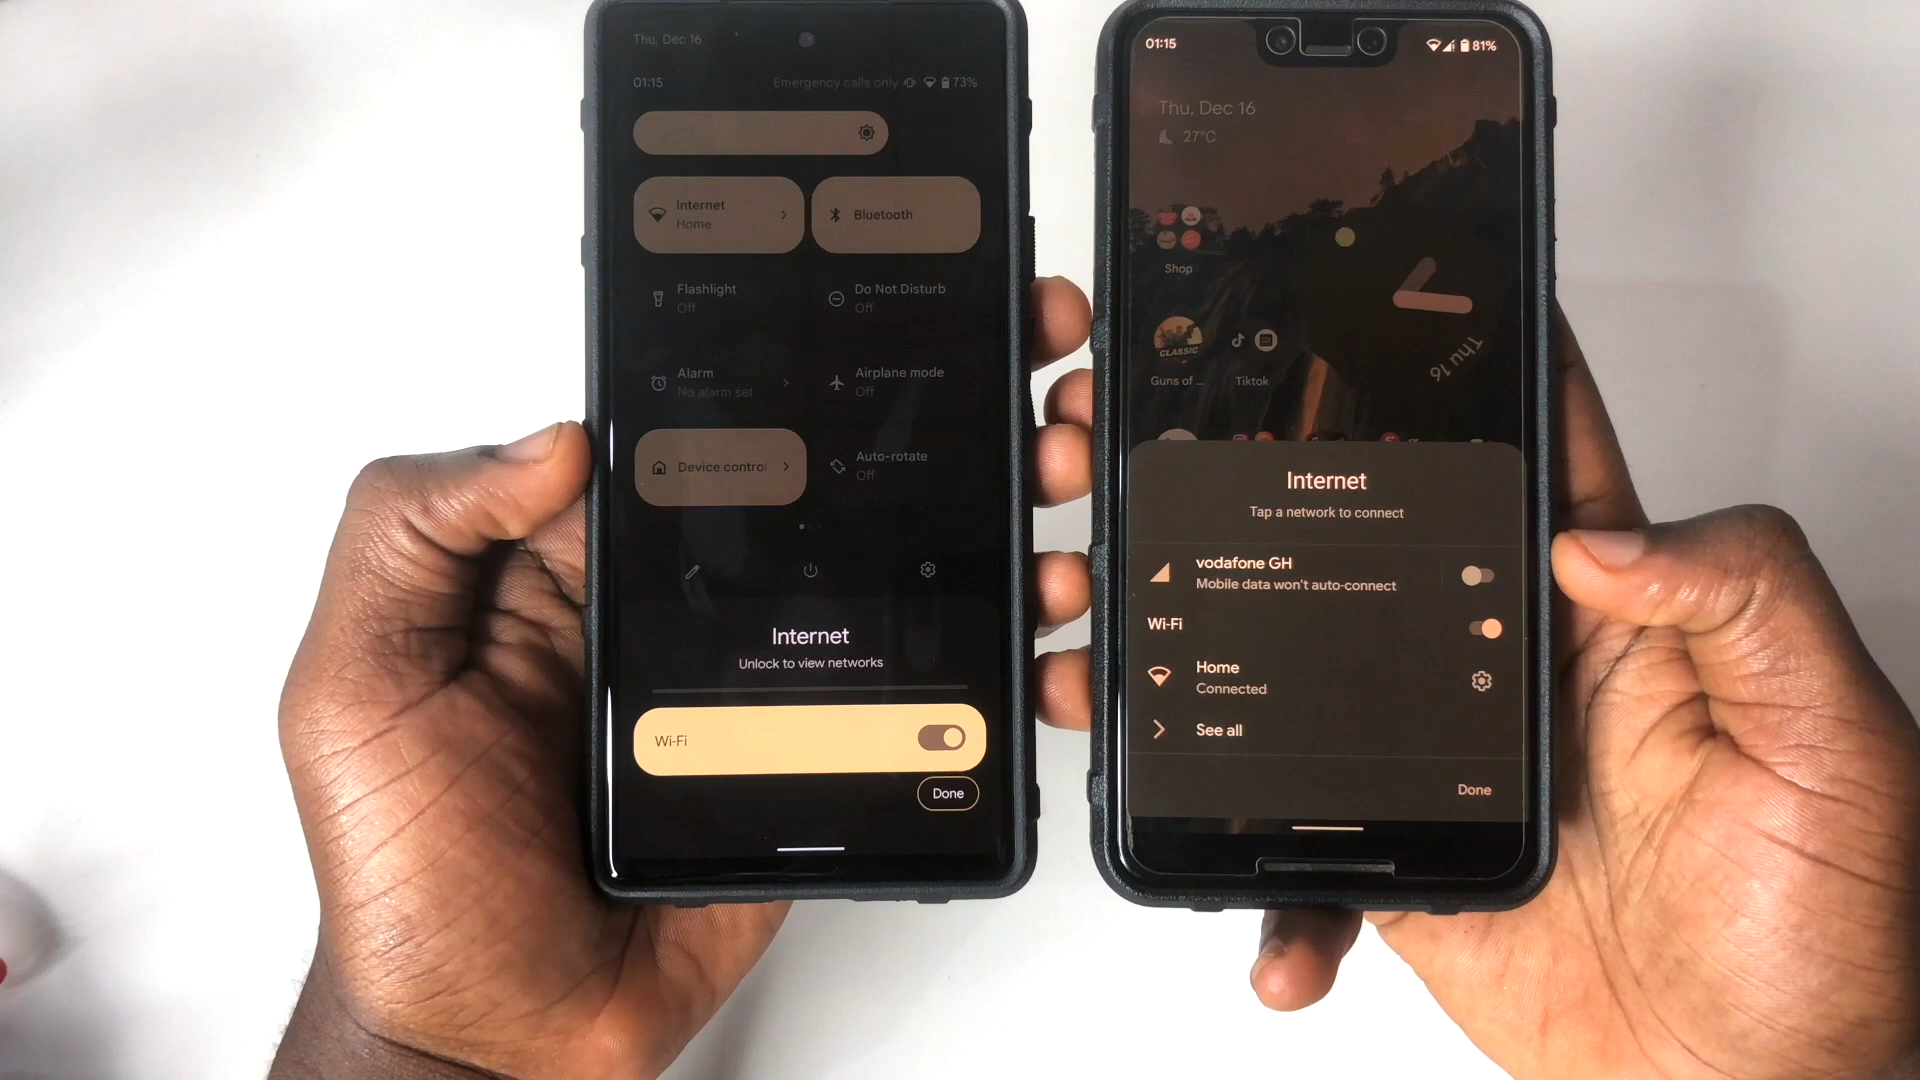 Thu, Dec 16
01:15 Emergency calls only 73%
Internet
Home
Bluetooth
Flashlight
Off
Do Not Disturb
Off
Alarm
No alarm set
Airplane mode
Off
Device control
Auto-rotate
Off
Internet
Unlock to view networks
Wi-Fi
Done
01:15 81%
Thu, Dec 16
27°C
Shop
CLASSIC
Guns of ...
Tiktok
Thu 16
Internet
Tap a network to connect
vodafone GH
Mobile data won't auto-connect
Wi-Fi
Home
Connected
See all
Done